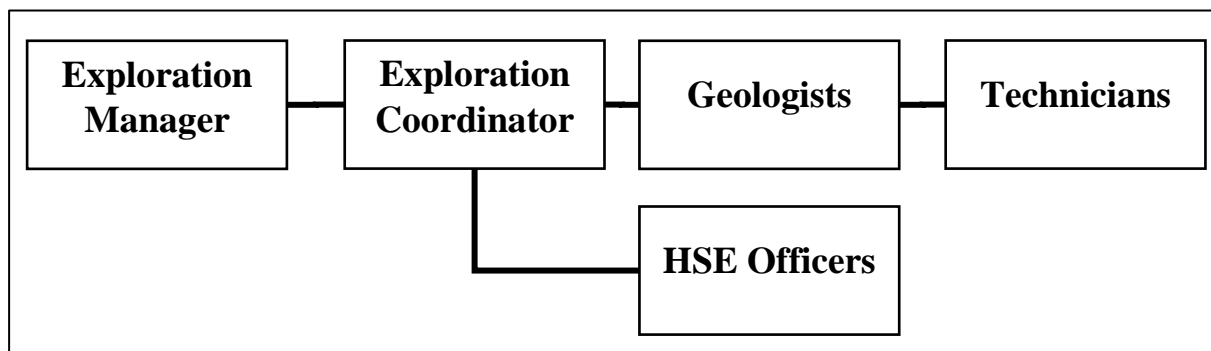 Exploration
Manager
Exploration
Coordinator
Geologists
Technicians
HSE Officers